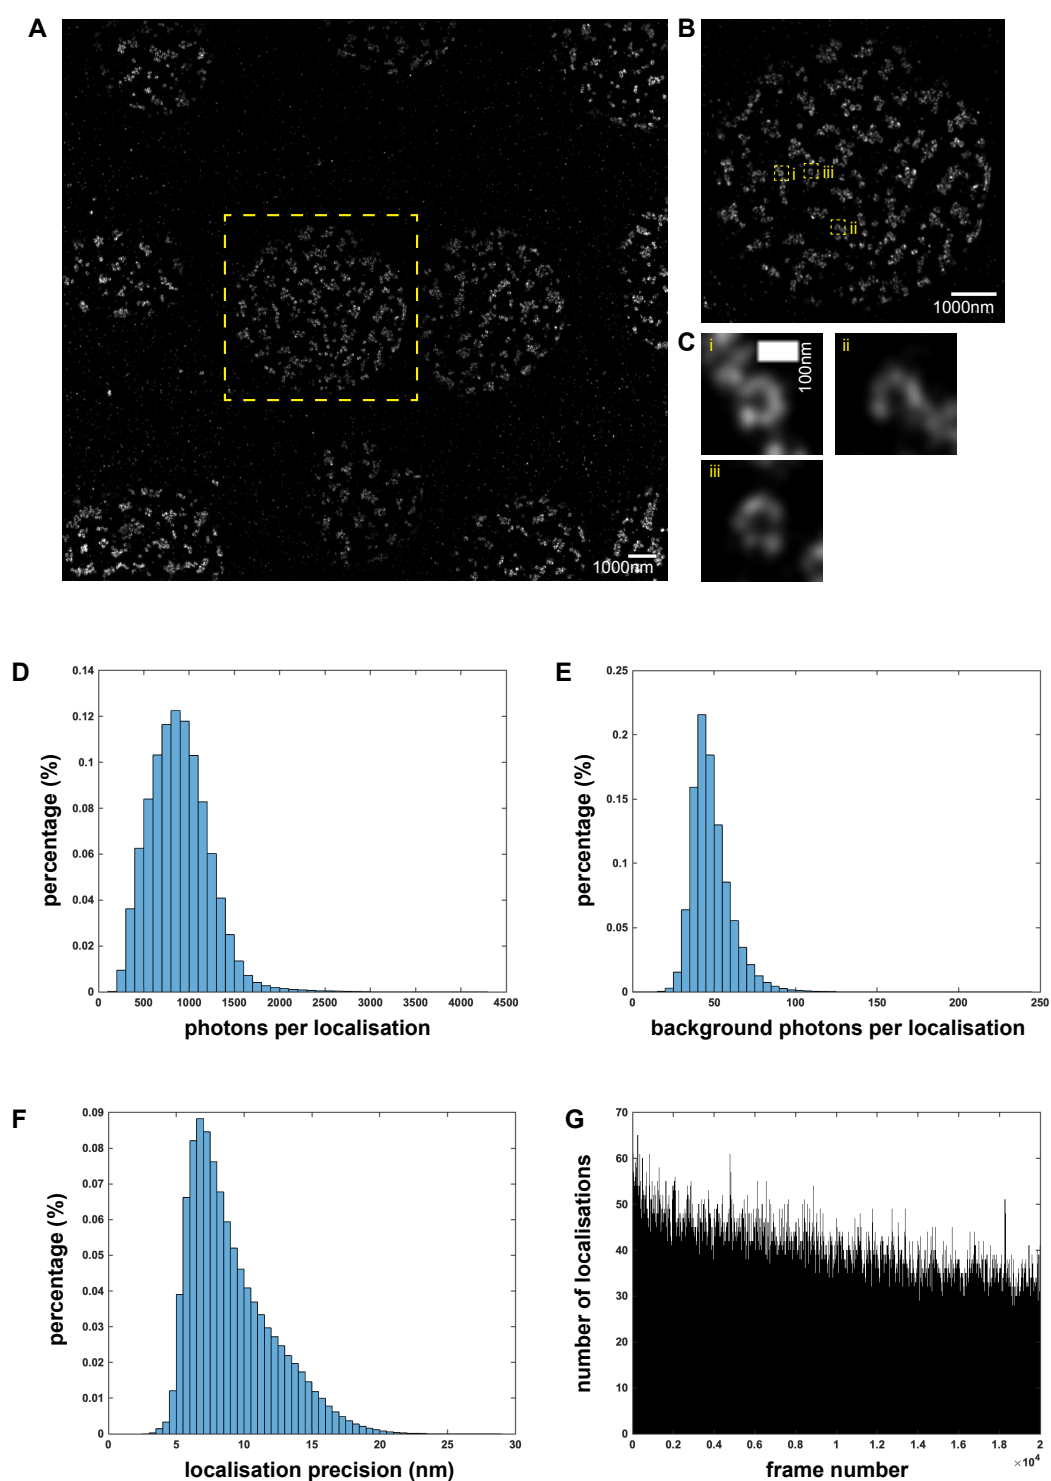 A
1000nm
B
i
iii
ii
1000nm
C
i
100nm
ii
iii
D
percentage (%)
0.14
0.12
0.1
0.08
0.06
0.04
0.02
0
0 500 1000 1500 2000 2500 3000 3500 4000 4500
photons per localisation
E
percentage (%)
0.25
0.2
0.15
0.1
0.05
0
0 50 100 150 200 250
background photons per localisation
F
percentage (%)
0.09
0.08
0.07
0.06
0.05
0.04
0.03
0.02
0.01
0
0 5 10 15 20 25 30
localisation precision (nm)
G
number of localisations
70
60
50
40
30
20
10
0
0 0.2 0.4 0.6 0.8 1 1.2 1.4 1.6 1.8 2
×10⁴
frame number